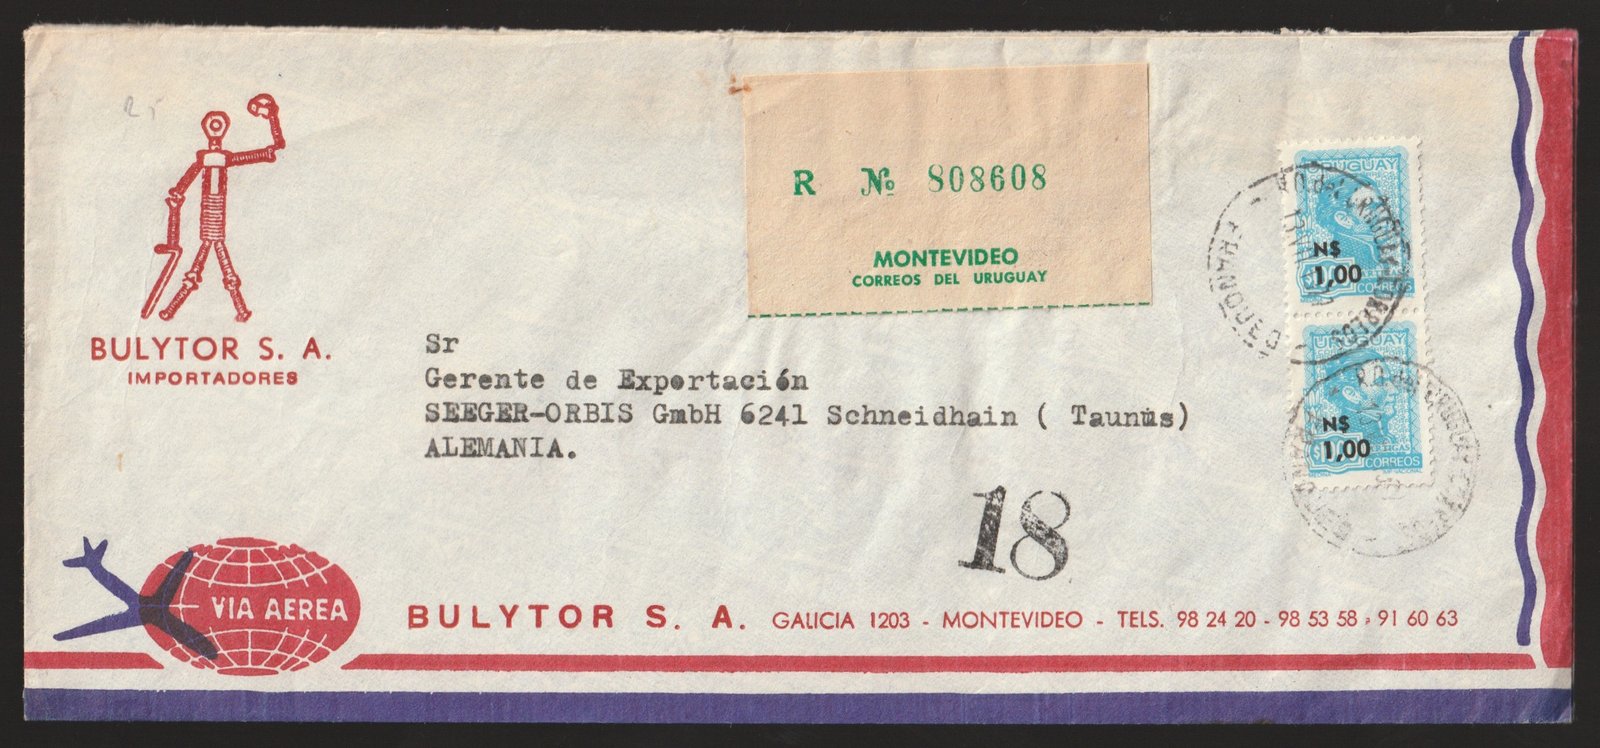 R Nº 808608
MONTEVIDEO
CORREOS DEL URUGUAY
BULYTOR S. A.
IMPORTADORES
Sr
Gerente de Exportación
SEEGER-ORBIS GmbH 6241 Schneidhain ( Taunus)
ALEMANIA.
URUGUAY
N$
1,00
CORREOS
FRANQUEO
URUGUAY
N$
1,00
CORREOS
18
VIA AEREA
BULYTOR S. A. GALICIA 1203 - MONTEVIDEO - TELS. 98 24 20 - 98 53 58 - 91 60 63